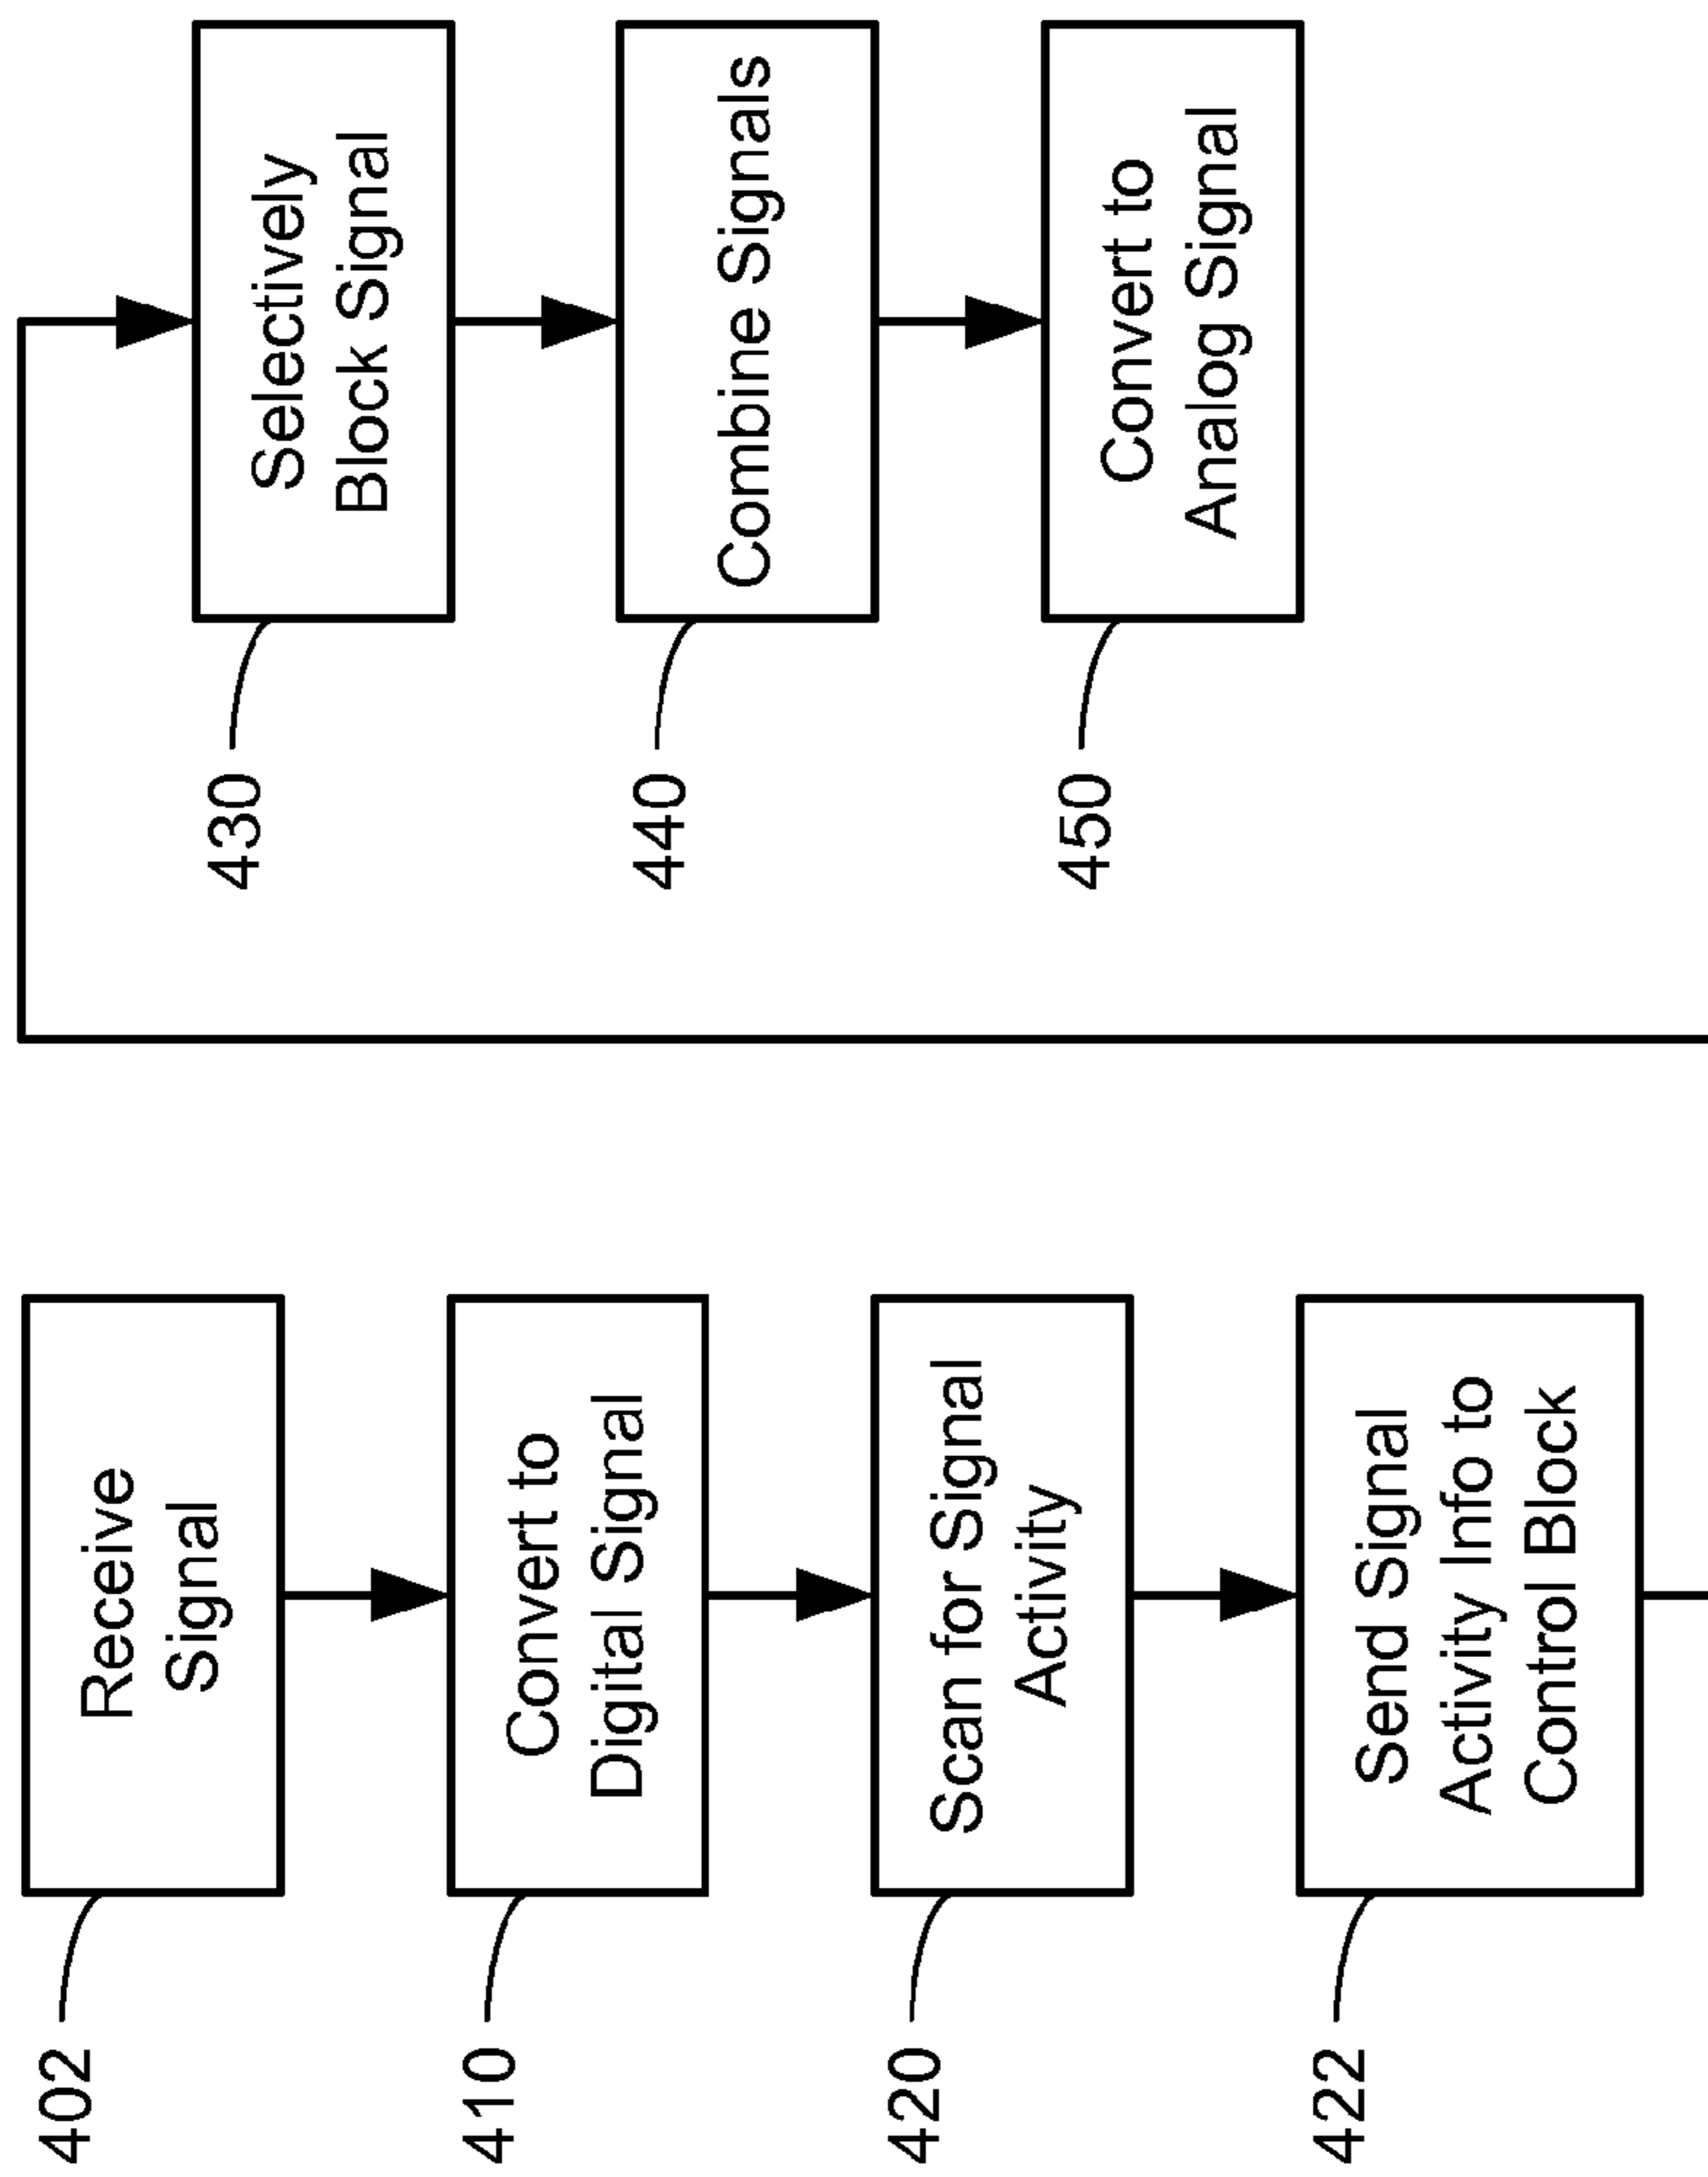 402
Receive
Signal
410
Convert to
Digital Signal
420
Scan for Signal
Activity
422
Send Signal
Activity Info to
Control Block
430
Selectively
Block Signal
440
Combine Signals
450
Convert to
Analog Signal